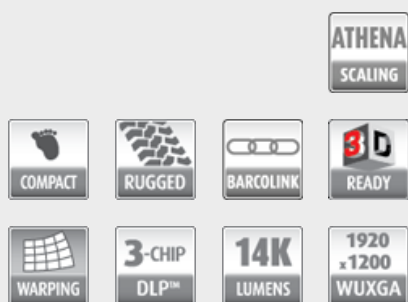 ATHENA
SCALING
COMPACT
RUGGED
BARCOLINK
3D
READY
WARPING
3-CHIP
DLP™
14K
LUMENS
1920
x1200
WUXGA